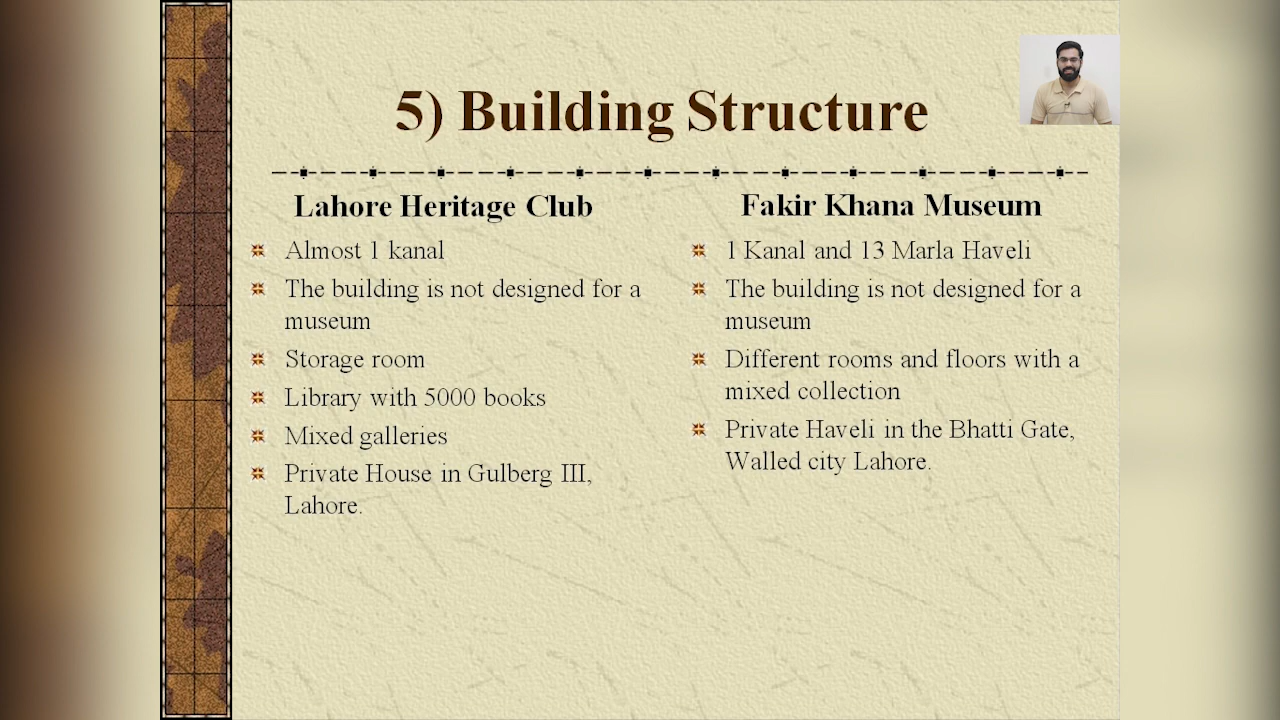 5) Building Structure
Lahore Heritage Club
Almost 1 kanal
The building is not designed for a
museum
Storage room
Library with 5000 books
Mixed galleries
Private House in Gulberg III,
Lahore.
Fakir Khana Museum
1 Kanal and 13 Marla Haveli
The building is not designed for a
museum
Different rooms and floors with a
mixed collection
Private Haveli in the Bhatti Gate,
Walled city Lahore.